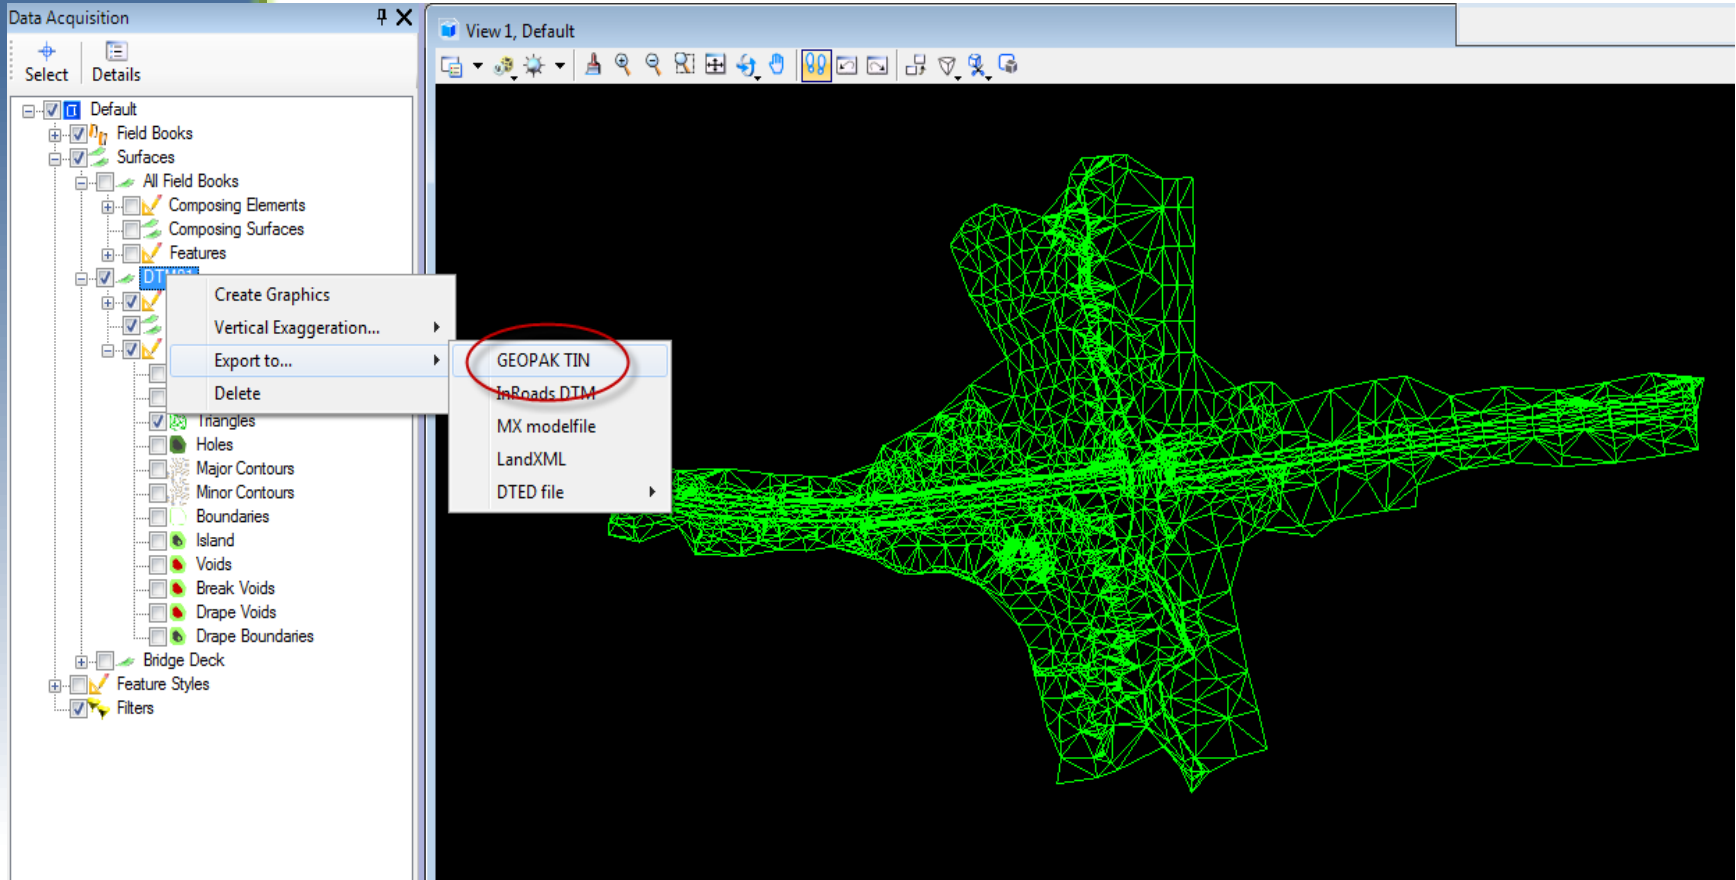 Data Acquisition
Select Details
Default
Field Books
Surfaces
All Field Books
Composing Elements
Composing Surfaces
Features
Create Graphics
Vertical Exaggeration...
Export to...
Delete
GEOPAK TIN
InRoads DTM
MX modelfile
LandXML
DTED file
Triangles
Holes
Major Contours
Minor Contours
Boundaries
Island
Voids
Break Voids
Drape Voids
Drape Boundaries
Bridge Deck
Feature Styles
Filters
View 1, Default